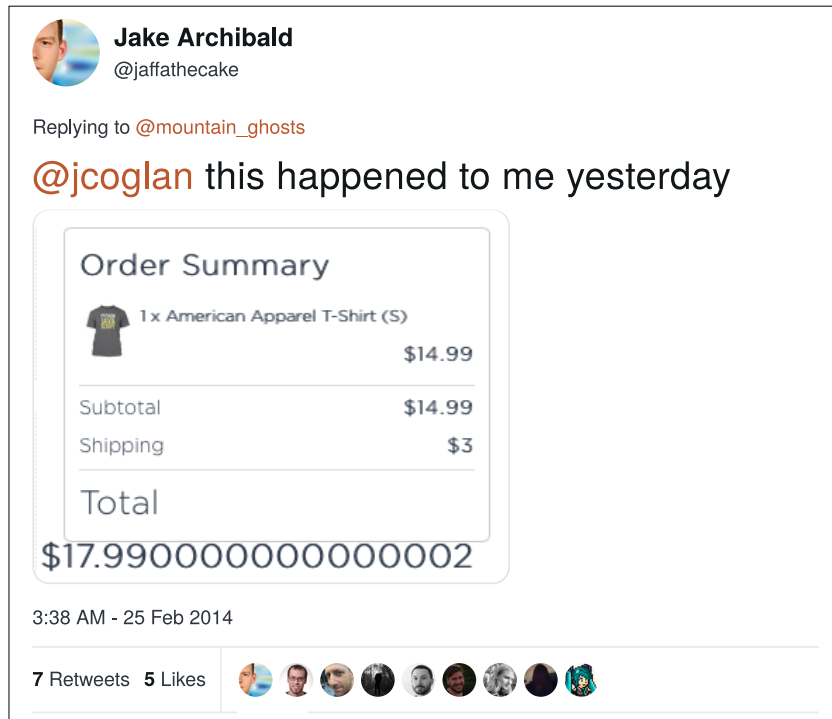 Jake Archibald
@jaffathecake
Replying to @mountain_ghosts
@jcoglan this happened to me yesterday
Order Summary
1 x American Apparel T-Shirt (S)
$14.99
Subtotal $14.99
Shipping $3
Total
$17.990000000000002
3:38 AM - 25 Feb 2014
7 Retweets 5 Likes